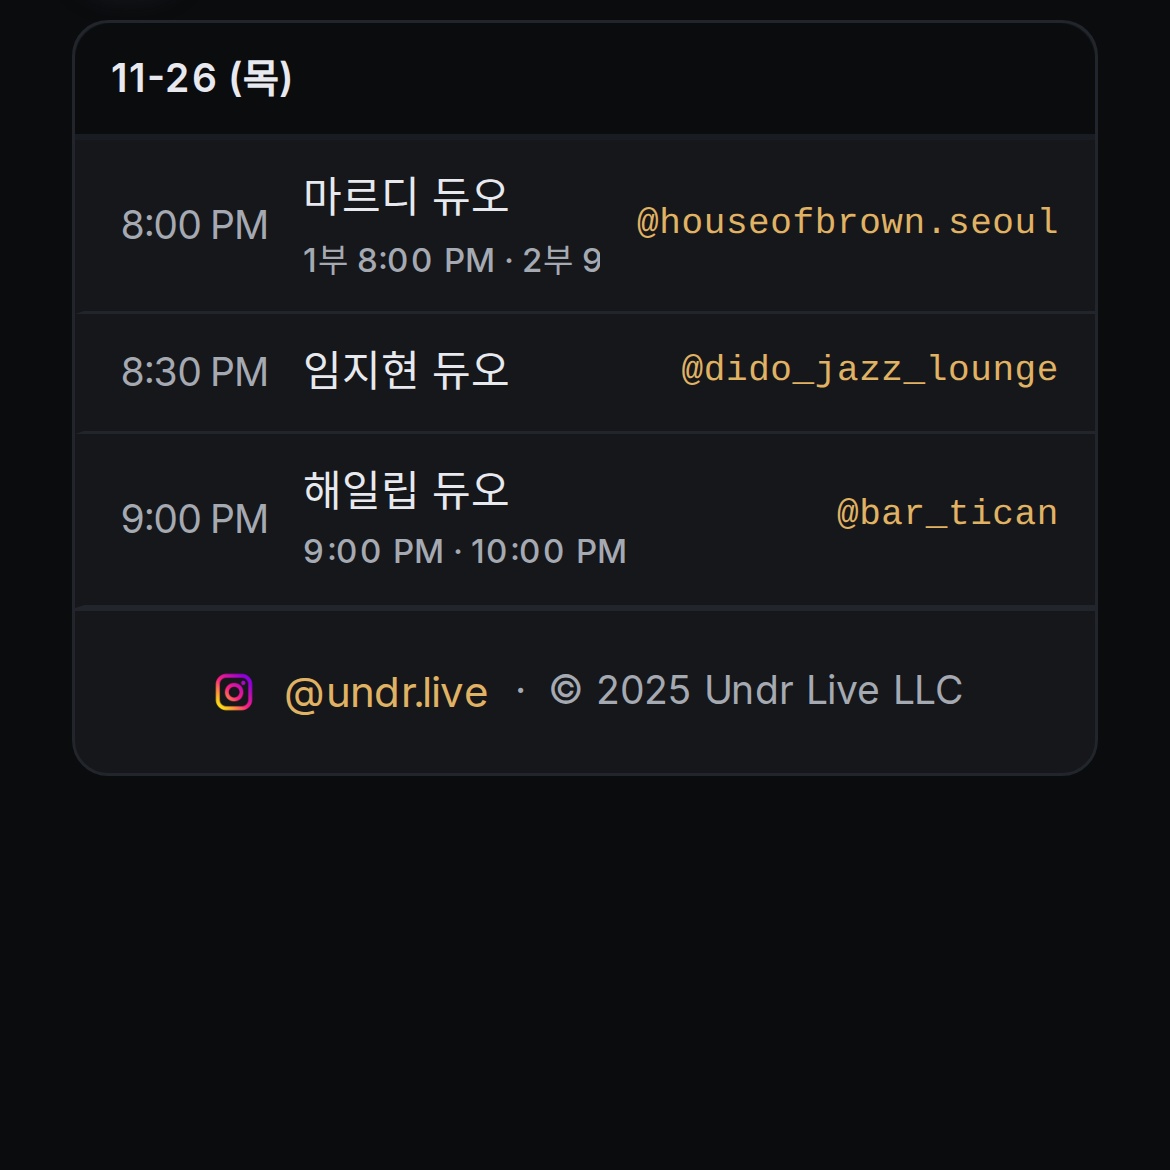 11-26 (목)
8:00 PM 마르디 듀오 @houseofbrown.seoul
1부 8:00 PM · 2부 9
8:30 PM 임지현 듀오 @dido_jazz_lounge
9:00 PM 해일립 듀오 @bar_tican
9:00 PM · 10:00 PM
@undr.live · © 2025 Undr Live LLC